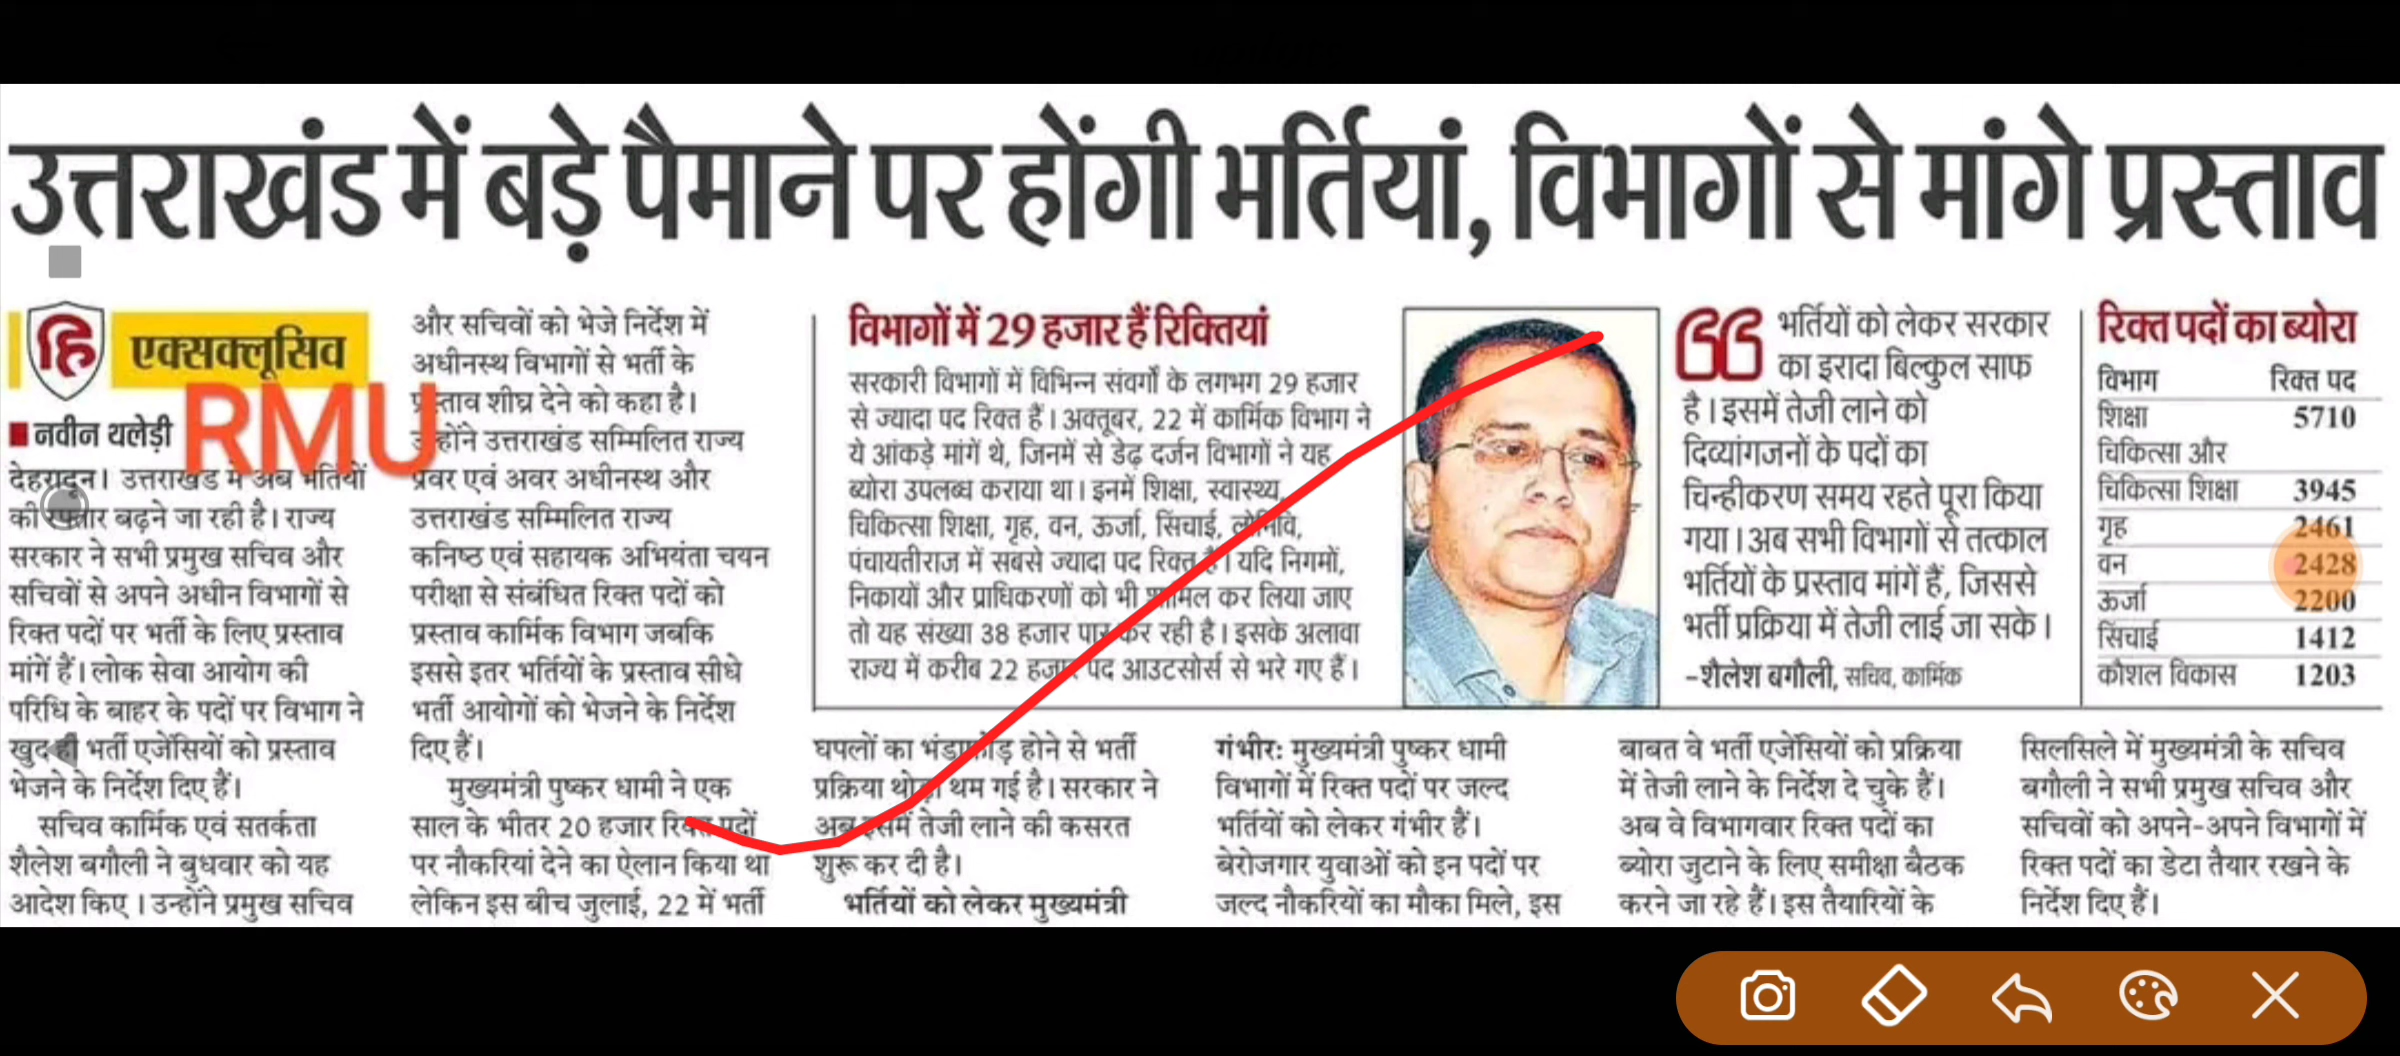 उत्तराखंड में बड़े पैमाने पर होंगी भर्तियां, विभागों से मांगे प्रस्ताव
हि
एक्सक्लूसिव
RMU
नवीन थलेड़ी
देहरादून। उत्तराखंड में अब भर्तियों
की रफ्तार बढ़ने जा रही है। राज्य
सरकार ने सभी प्रमुख सचिव और
सचिवों से अपने अधीन विभागों से
रिक्त पदों पर भर्ती के लिए प्रस्ताव
मांगें हैं। लोक सेवा आयोग की
परिधि के बाहर के पदों पर विभाग ने
खुद ही भर्ती एजेंसियों को प्रस्ताव
भेजने के निर्देश दिए हैं।
सचिव कार्मिक एवं सतर्कता
शैलेश बगौली ने बुधवार को यह
आदेश किए । उन्होंने प्रमुख सचिव
और सचिवों को भेजे निर्देश में
अधीनस्थ विभागों से भर्ती के
प्रस्ताव शीघ्र देने को कहा है।
उन्होंने उत्तराखंड सम्मिलित राज्य
प्रवर एवं अवर अधीनस्थ और
उत्तराखंड सम्मिलित राज्य
कनिष्ठ एवं सहायक अभियंता चयन
परीक्षा से संबंधित रिक्त पदों को
प्रस्ताव कार्मिक विभाग जबकि
इससे इतर भर्तियों के प्रस्ताव सीधे
भर्ती आयोगों को भेजने के निर्देश
दिए हैं।
मुख्यमंत्री पुष्कर धामी ने एक
साल के भीतर 20 हजार रिक्त पदों
पर नौकरियां देने का ऐलान किया था
लेकिन इस बीच जुलाई, 22 में भर्ती
विभागों में 29 हजार हैं रिक्तियां
सरकारी विभागों में विभिन्न संवर्गों के लगभग 29 हजार
से ज्यादा पद रिक्त हैं। अक्तूबर, 22 में कार्मिक विभाग ने
ये आंकड़े मांगें थे, जिनमें से डेढ़ दर्जन विभागों ने यह
ब्योरा उपलब्ध कराया था। इनमें शिक्षा, स्वास्थ्य,
चिकित्सा शिक्षा, गृह, वन, ऊर्जा, सिंचाई, लोनिवि,
पंचायतीराज में सबसे ज्यादा पद रिक्त हैं। यदि निगमों,
निकायों और प्राधिकरणों को भी शामिल कर लिया जाए
तो यह संख्या 38 हजार पार कर रही है। इसके अलावा
राज्य में करीब 22 हजार पद आउटसोर्स से भरे गए हैं।
भर्तियों को लेकर सरकार
का इरादा बिल्कुल साफ
है। इसमें तेजी लाने को
दिव्यांगजनों के पदों का
चिन्हीकरण समय रहते पूरा किया
गया। अब सभी विभागों से तत्काल
भर्तियों के प्रस्ताव मांगें हैं, जिससे
भर्ती प्रक्रिया में तेजी लाई जा सके।
-शैलेश बगौली, सचिव, कार्मिक
रिक्त पदों का ब्योरा
विभाग रिक्त पद
शिक्षा 5710
चिकित्सा और
चिकित्सा शिक्षा 3945
गृह 2461
वन 2428
ऊर्जा 2200
सिंचाई 1412
कौशल विकास 1203
घपलों का भंडाफोड़ होने से भर्ती
प्रक्रिया थोड़ा थम गई है। सरकार ने
अब इसमें तेजी लाने की कसरत
शुरू कर दी है।
भर्तियों को लेकर मुख्यमंत्री
गंभीर: मुख्यमंत्री पुष्कर धामी
विभागों में रिक्त पदों पर जल्द
भर्तियों को लेकर गंभीर हैं।
बेरोजगार युवाओं को इन पदों पर
जल्द नौकरियों का मौका मिले, इस
बाबत वे भर्ती एजेंसियों को प्रक्रिया
में तेजी लाने के निर्देश दे चुके हैं।
अब वे विभागवार रिक्त पदों का
ब्योरा जुटाने के लिए समीक्षा बैठक
करने जा रहे हैं। इस तैयारियों के
सिलसिले में मुख्यमंत्री के सचिव
बगौली ने सभी प्रमुख सचिव और
सचिवों को अपने-अपने विभागों में
रिक्त पदों का डेटा तैयार रखने के
निर्देश दिए हैं।